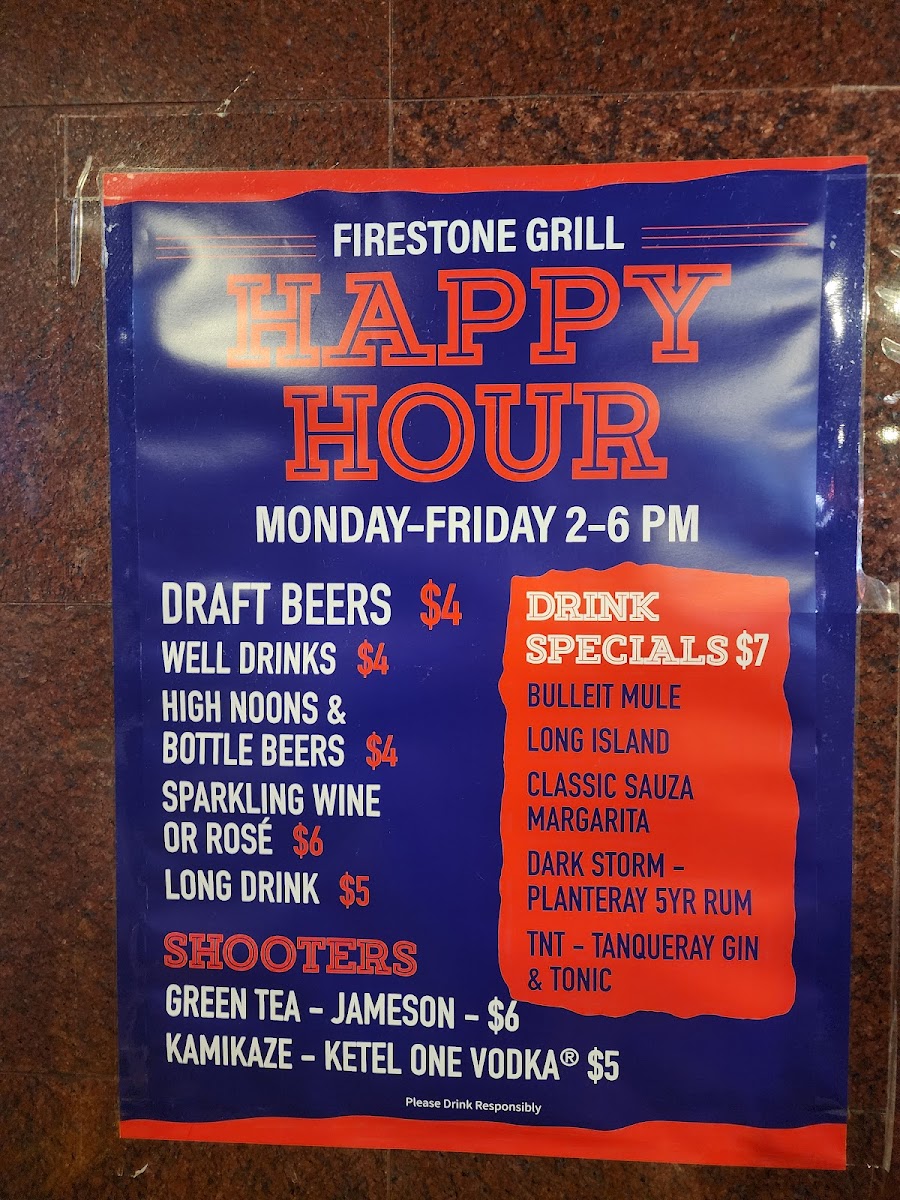 FIRESTONE GRILL
HAPPY
HOUR
MONDAY–FRIDAY 2–6 PM
DRAFT BEERS $4
WELL DRINKS $4
HIGH NOONS &
BOTTLE BEERS $4
SPARKLING WINE
OR ROSÉ $6
LONG DRINK $5
SHOOTERS
GREEN TEA – JAMESON – $6
KAMIKAZE – KETEL ONE VODKA® $5
DRINK
SPECIALS $7
BULLEIT MULE
LONG ISLAND
CLASSIC SAUZA
MARGARITA
DARK STORM –
PLANTERAY 5YR RUM
TNT – TANQUERAY GIN
& TONIC
Please Drink Responsibly